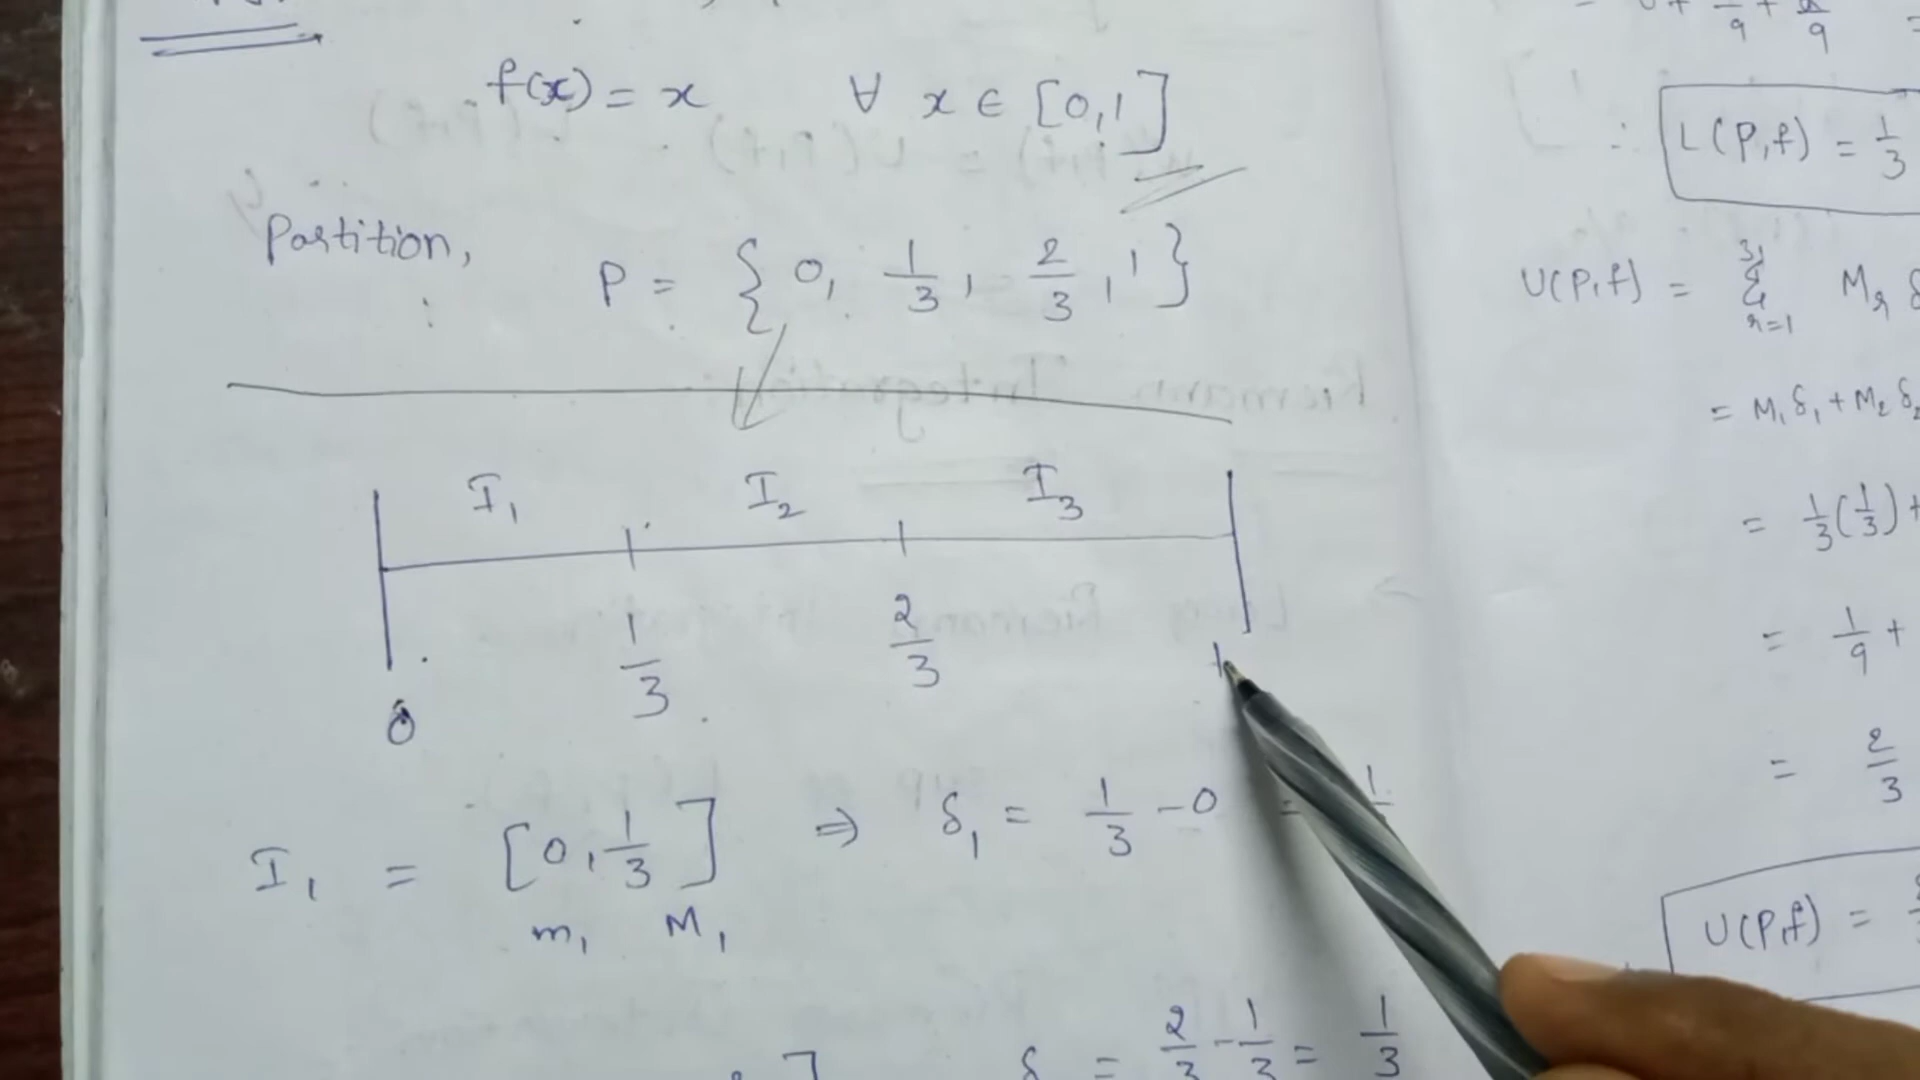 f(x) = x ∀ x ∈ [0,1]
Partition, P = { 0, 1/3, 2/3, 1 }
I₁ I₂ I₃
0 1/3 2/3 1
I₁ = [0, 1/3] ⇒ δ₁ = 1/3 - 0 =
m₁ M₁
= 2/3 - 1/3 = 1/3
L(P,f) = 1/3
U(P,f) = Σ r=1 Mr
= M₁δ₁ + M₂δ₂
= 1/3(1/3) +
= 1/9 +
= 2/3
U(P,f) =